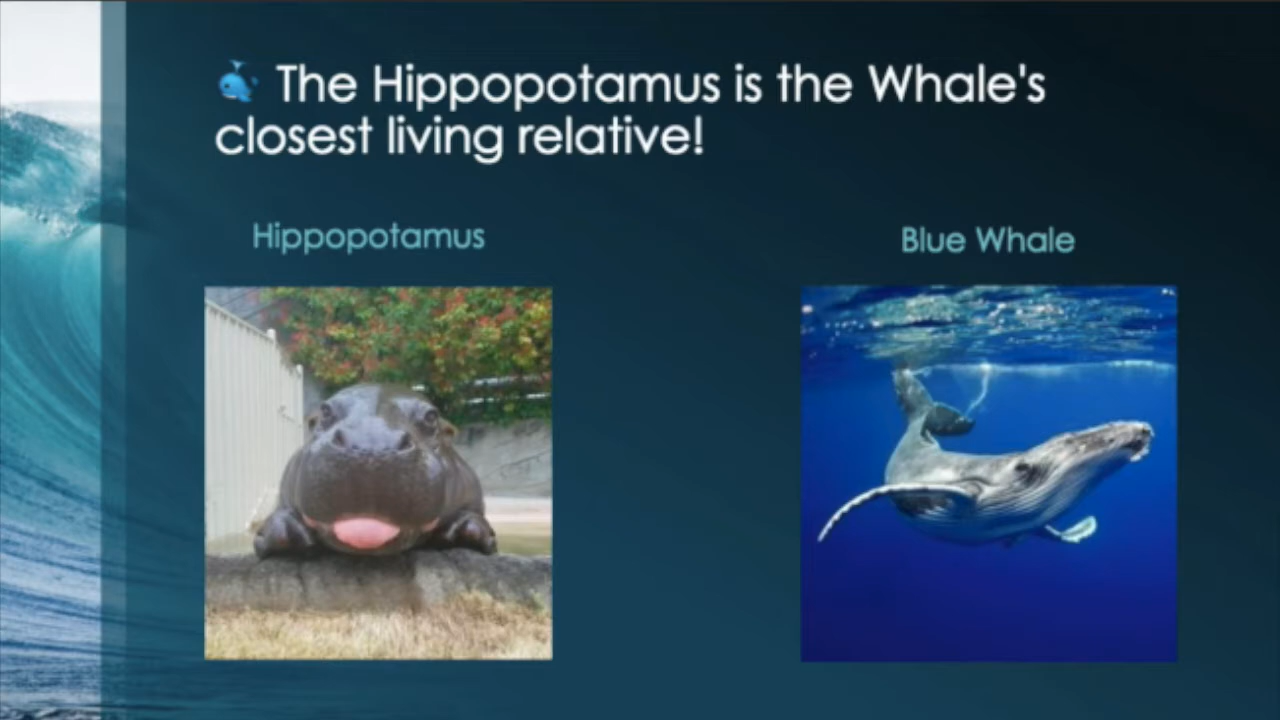 🐳 The Hippopotamus is the Whale's
closest living relative!
Hippopotamus
Blue Whale